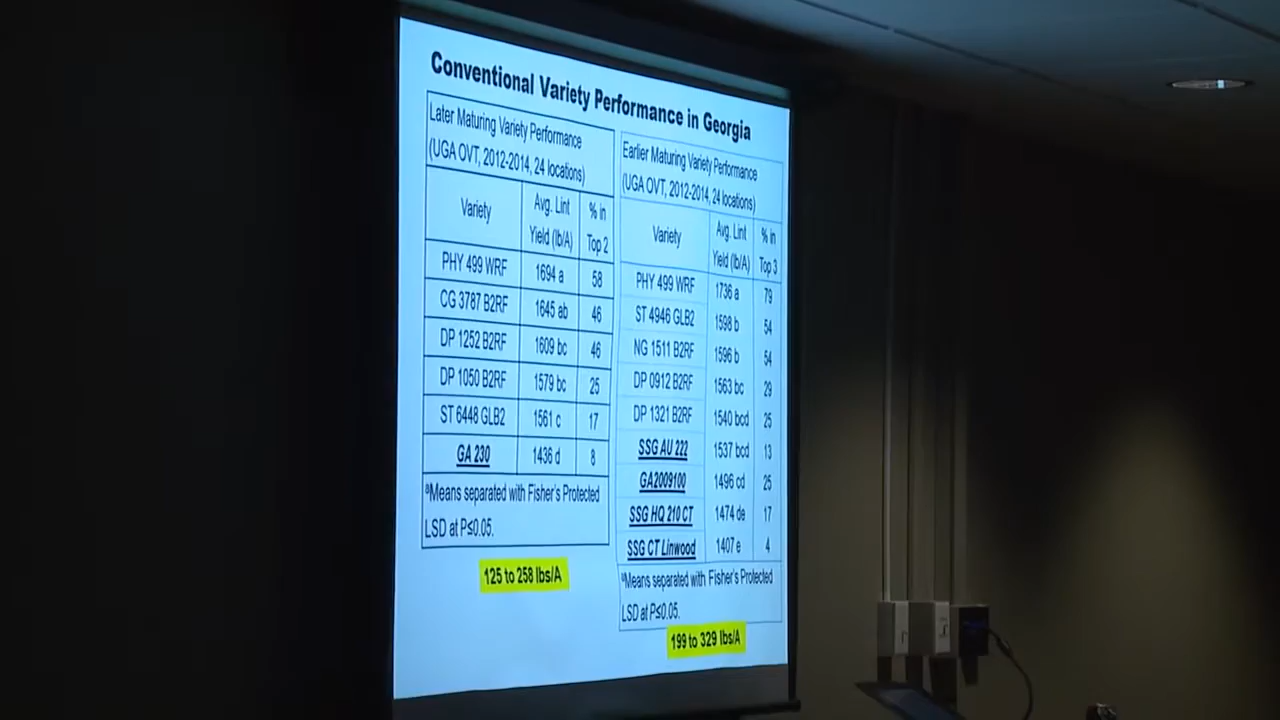 Conventional Variety Performance in Georgia
Later Maturing Variety Performance
(UGA OVT, 2012-2014, 24 locations)
Variety Avg. Lint Yield (lb/A) % in Top 2
PHY 499 WRF 1694 a 58
CG 3787 B2RF 1645 ab 46
DP 1252 B2RF 1609 bc 46
DP 1050 B2RF 1579 bc 25
ST 6448 GLB2 1561 c 17
GA 230 1436 d 8
ªMeans separated with Fisher's Protected
LSD at P≤0.05.
125 to 258 lbs/A
Earlier Maturing Variety Performance
(UGA OVT, 2012-2014, 24 locations)
Variety Avg. Lint Yield (lb/A) % in Top 3
PHY 499 WRF 1736 a 79
ST 4946 GLB2 1598 b 54
NG 1511 B2RF 1596 b 54
DP 0912 B2RF 1563 bc 29
DP 1321 B2RF 1540 bcd 25
SSG AU 222 1537 bcd 13
GA2009100 1496 cd 25
SSG HQ 210 CT 1474 de 17
SSG CT Linwood 1407 e 4
ªMeans separated with Fisher's Protected
LSD at P≤0.05.
199 to 329 lbs/A